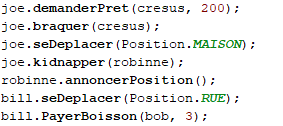 joe.demanderPret(cresus, 200);
joe.braquer(cresus);
joe.seDeplacer(Position.MAISON);
joe.kidnapper(robinne);
robinne.annoncerPosition();
bill.seDeplacer(Position.RUE);
bill.PayerBoisson(bob, 3);